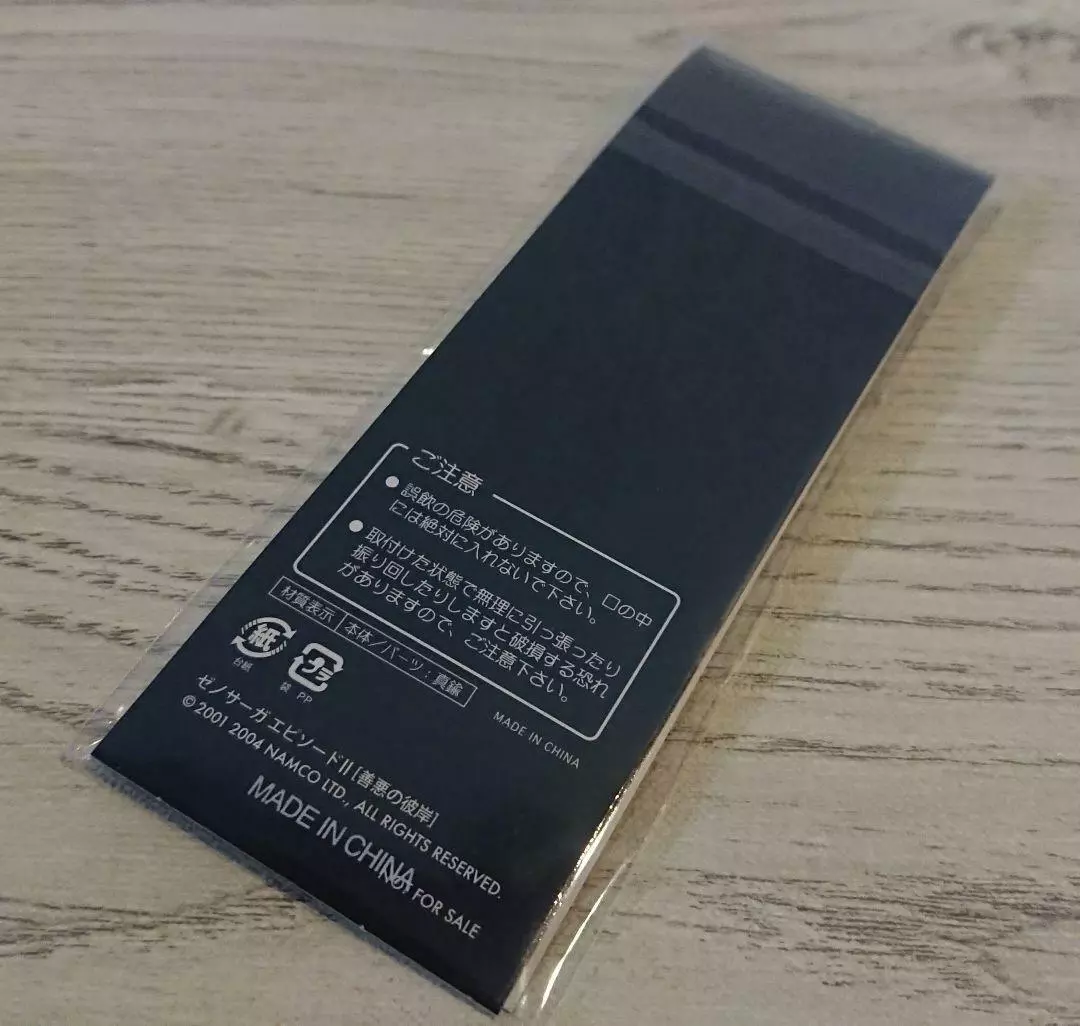 ご注意
●誤飲の危険がありますので、口の中
には絶対に入れないで下さい。
●取付けた状態で無理に引っ張ったり
振り回したりしますと破損する恐れ
がありますので、ご注意下さい。
材質表示 本体/パーツ:真鍮
MADE IN CHINA
紙
台紙
プラ
袋 PP
ゼノサーガ エピソードII[善悪の彼岸]
© 2001 2004 NAMCO LTD., ALL RIGHTS RESERVED.
MADE IN CHINA
NOT FOR SALE